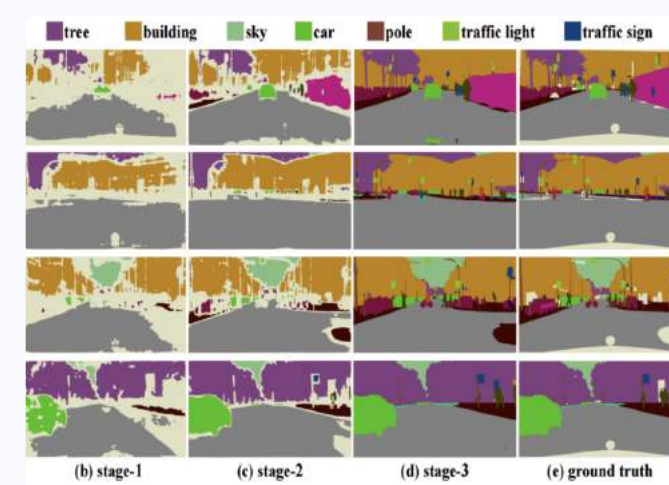 tree building sky car pole traffic light traffic sign
(b) stage-1 (c) stage-2 (d) stage-3 (e) ground truth